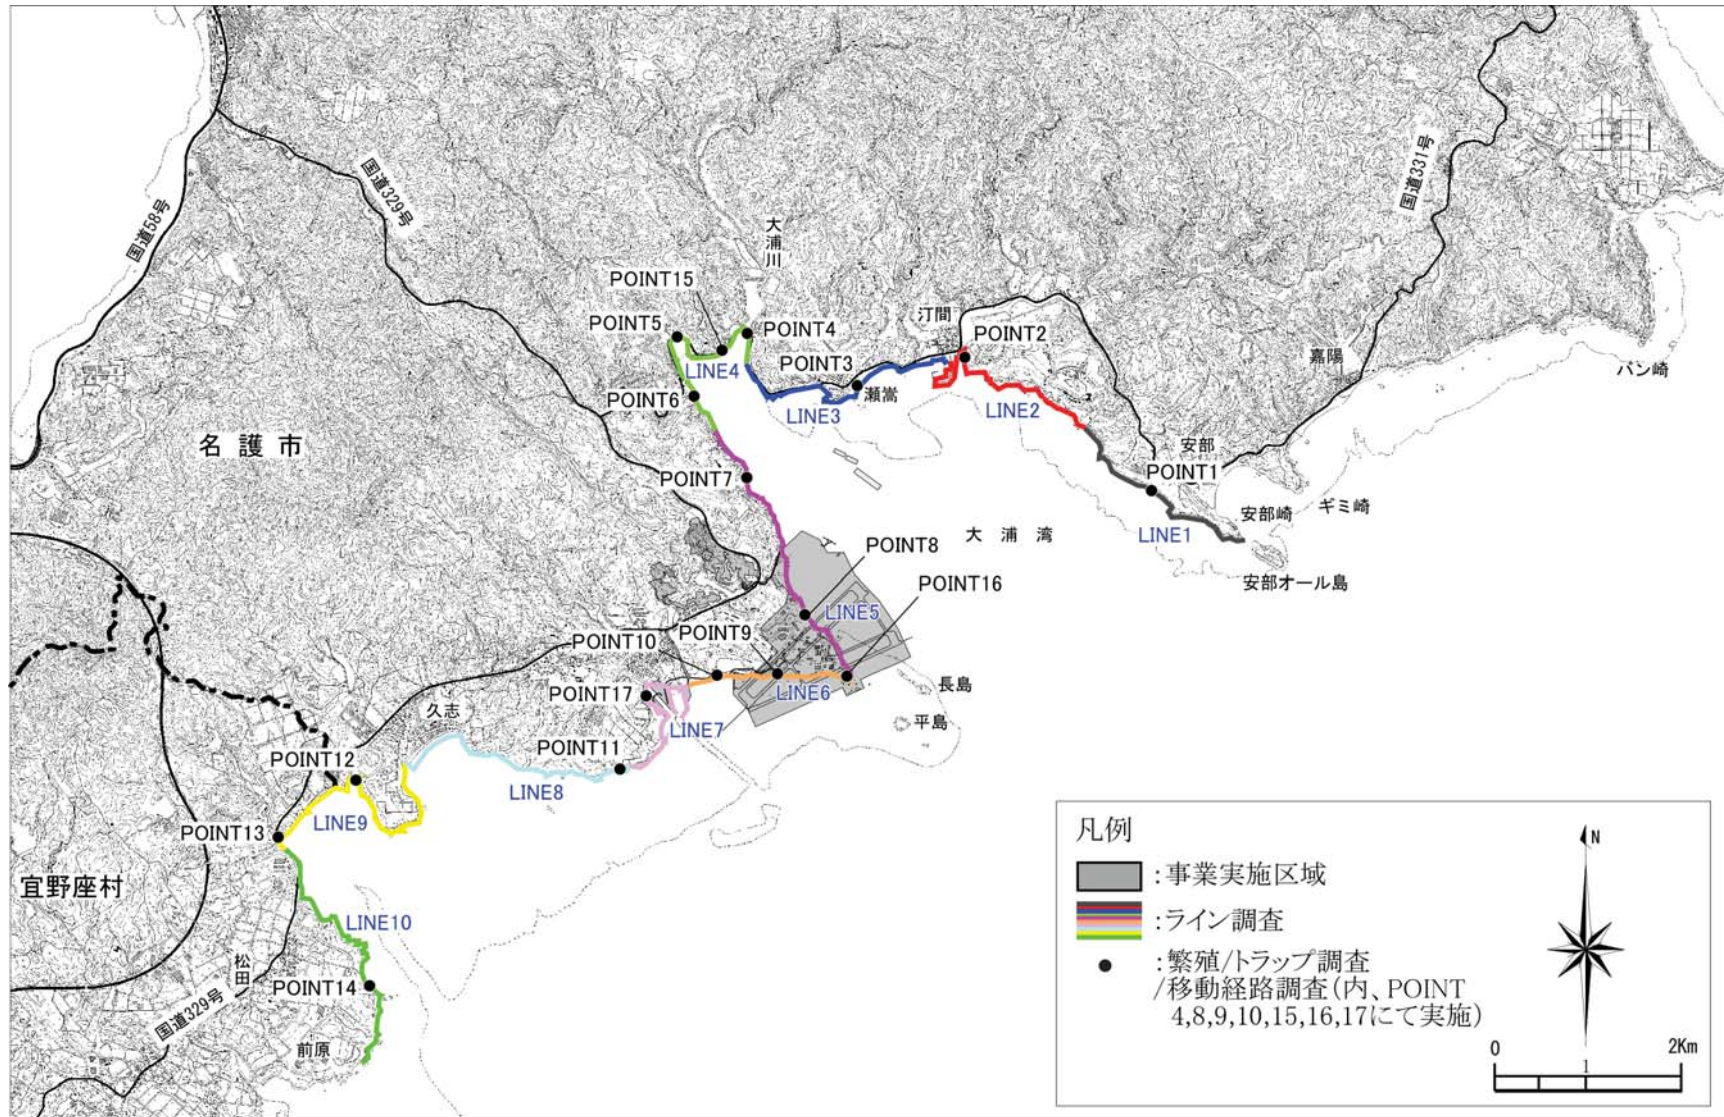 国道58号
国道329号
国道331号
大浦川
POINT15
POINT5
POINT4
汀間
POINT2
POINT3
LINE4
嘉陽
バン崎
POINT6
瀬嵩
LINE3
LINE2
名護市
安部
POINT7
POINT1
安部崎
ギミ崎
大浦湾
LINE1
POINT8
安部オール島
POINT16
LINE5
POINT10
POINT9
長島
POINT17
LINE6
久志
平島
LINE7
POINT11
POINT12
LINE8
LINE9
POINT13
宜野座村
LINE10
松田
POINT14
国道329号
前原
凡例
:事業実施区域
:ライン調査
:繁殖/トラップ調査
/移動経路調査(内、POINT
4,8,9,10,15,16,17にて実施)
N
0 1 2Km